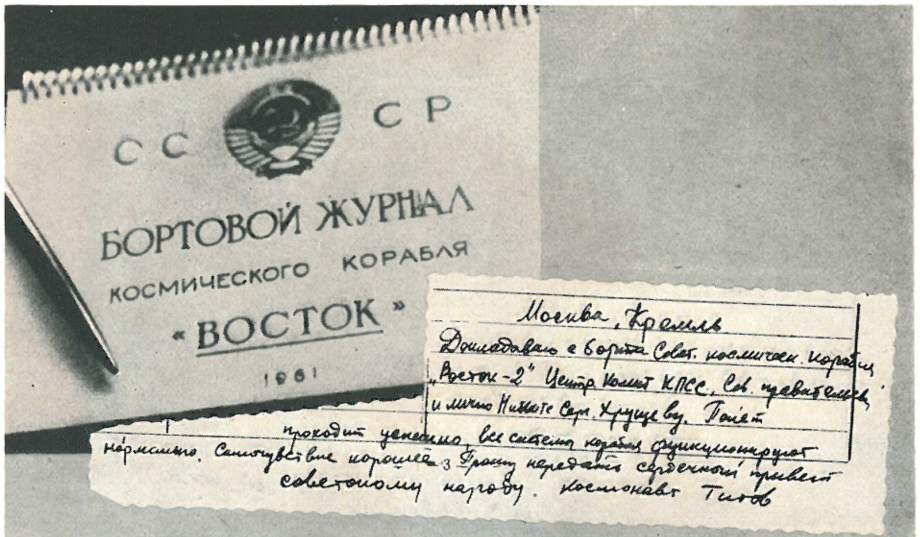 СС СР
БОРТОВОЙ ЖУРНАЛ
КОСМИЧЕСКОГО КОРАБЛЯ
«ВОСТОК»
1961
Москва, Кремль
Докладываю с борта Совет. космическ. корабля
„Восток-2" Центр. Комит КПСС, Сов. правительству
и лично Никите Серг. Хрущеву. Полёт
проходит успешно, все системы корабля функционируют
нормально. Самочувствие хорошее. Прошу передать сердечный привет
советскому народу. Космонавт Титов